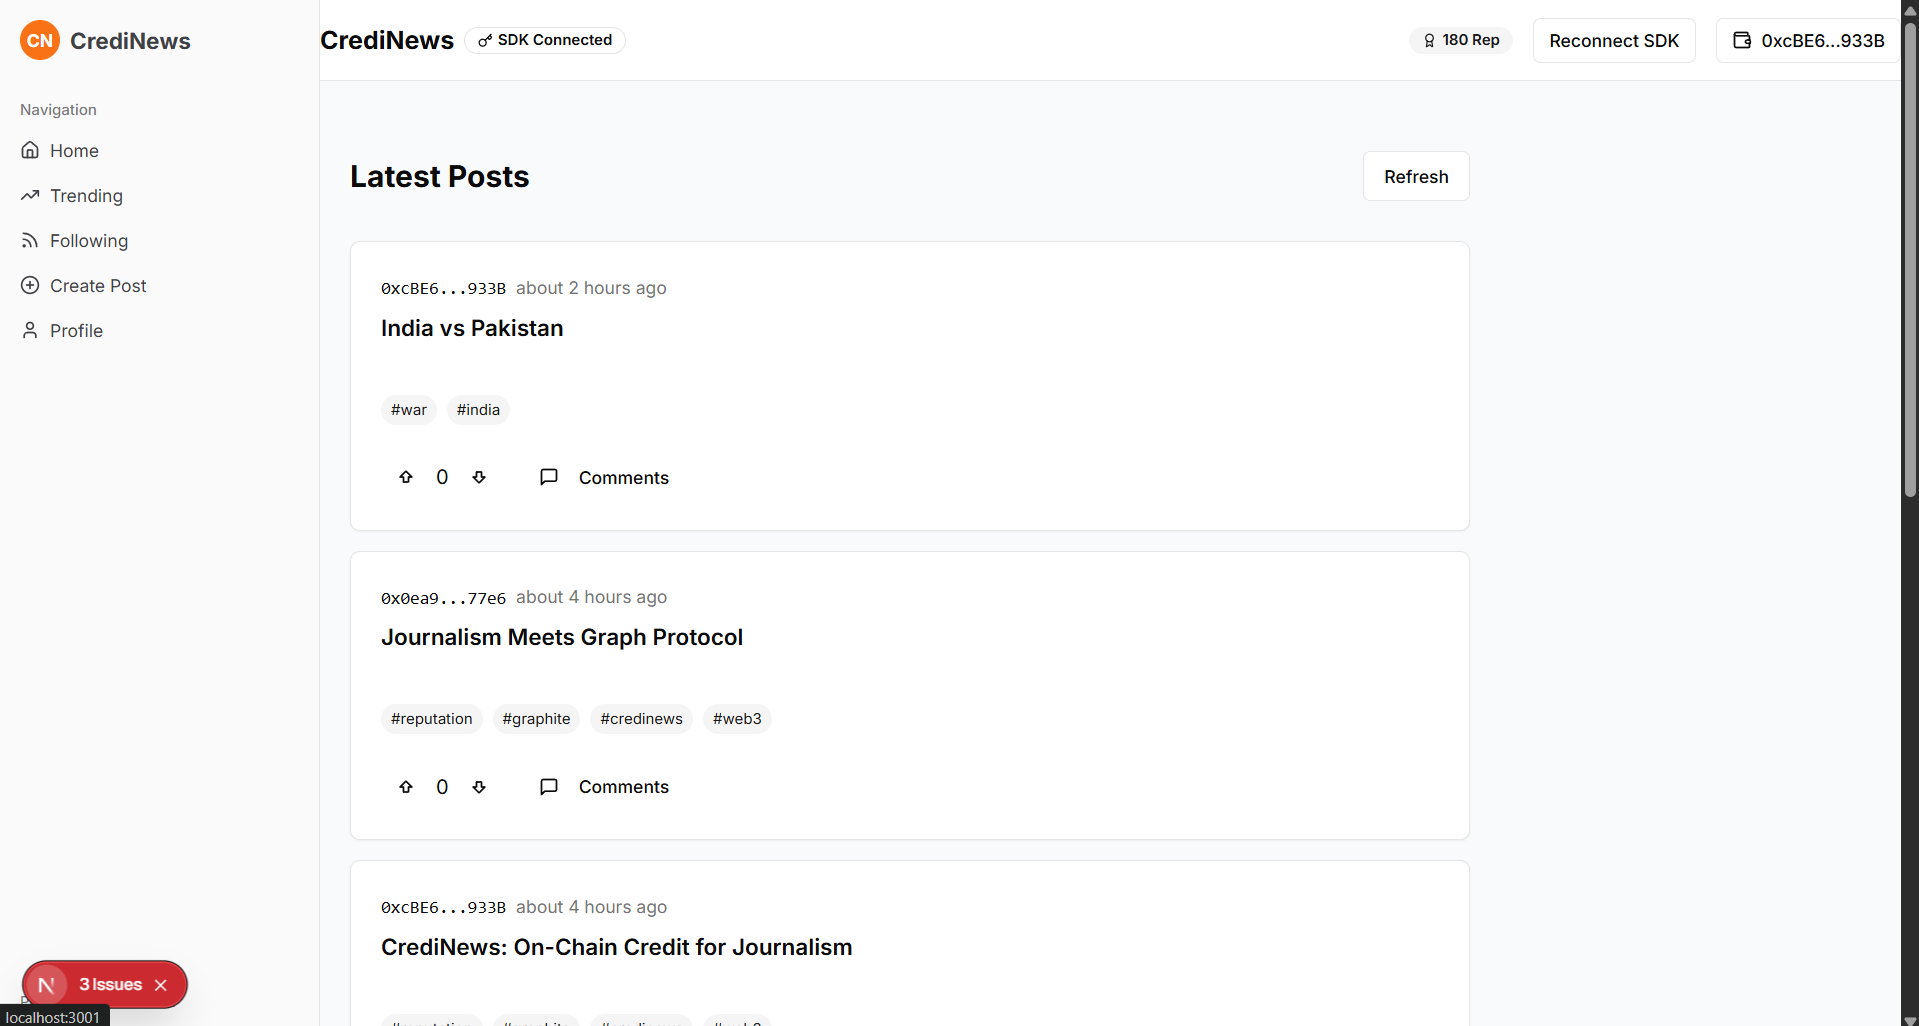 CN CrediNews
Navigation
Home
Trending
Following
Create Post
Profile
CrediNews SDK Connected 180 Rep Reconnect SDK 0xcBE6...933B
Latest Posts Refresh
0xcBE6...933B about 2 hours ago
India vs Pakistan
#war #india
0 Comments
0x0ea9...77e6 about 4 hours ago
Journalism Meets Graph Protocol
#reputation #graphite #credinews #web3
0 Comments
0xcBE6...933B about 4 hours ago
CrediNews: On-Chain Credit for Journalism
N 3 Issues
localhost:3001